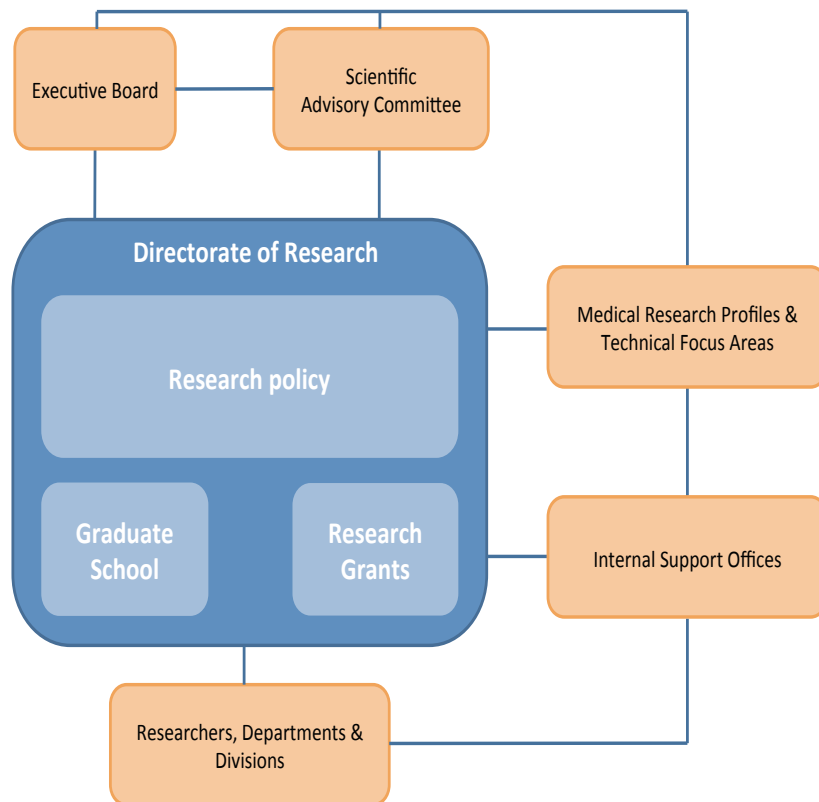 Executive Board
Scientific
Advisory Committee
Directorate of Research
Research policy
Graduate
School
Research
Grants
Medical Research Profiles &
Technical Focus Areas
Internal Support Offices
Researchers, Departments &
Divisions